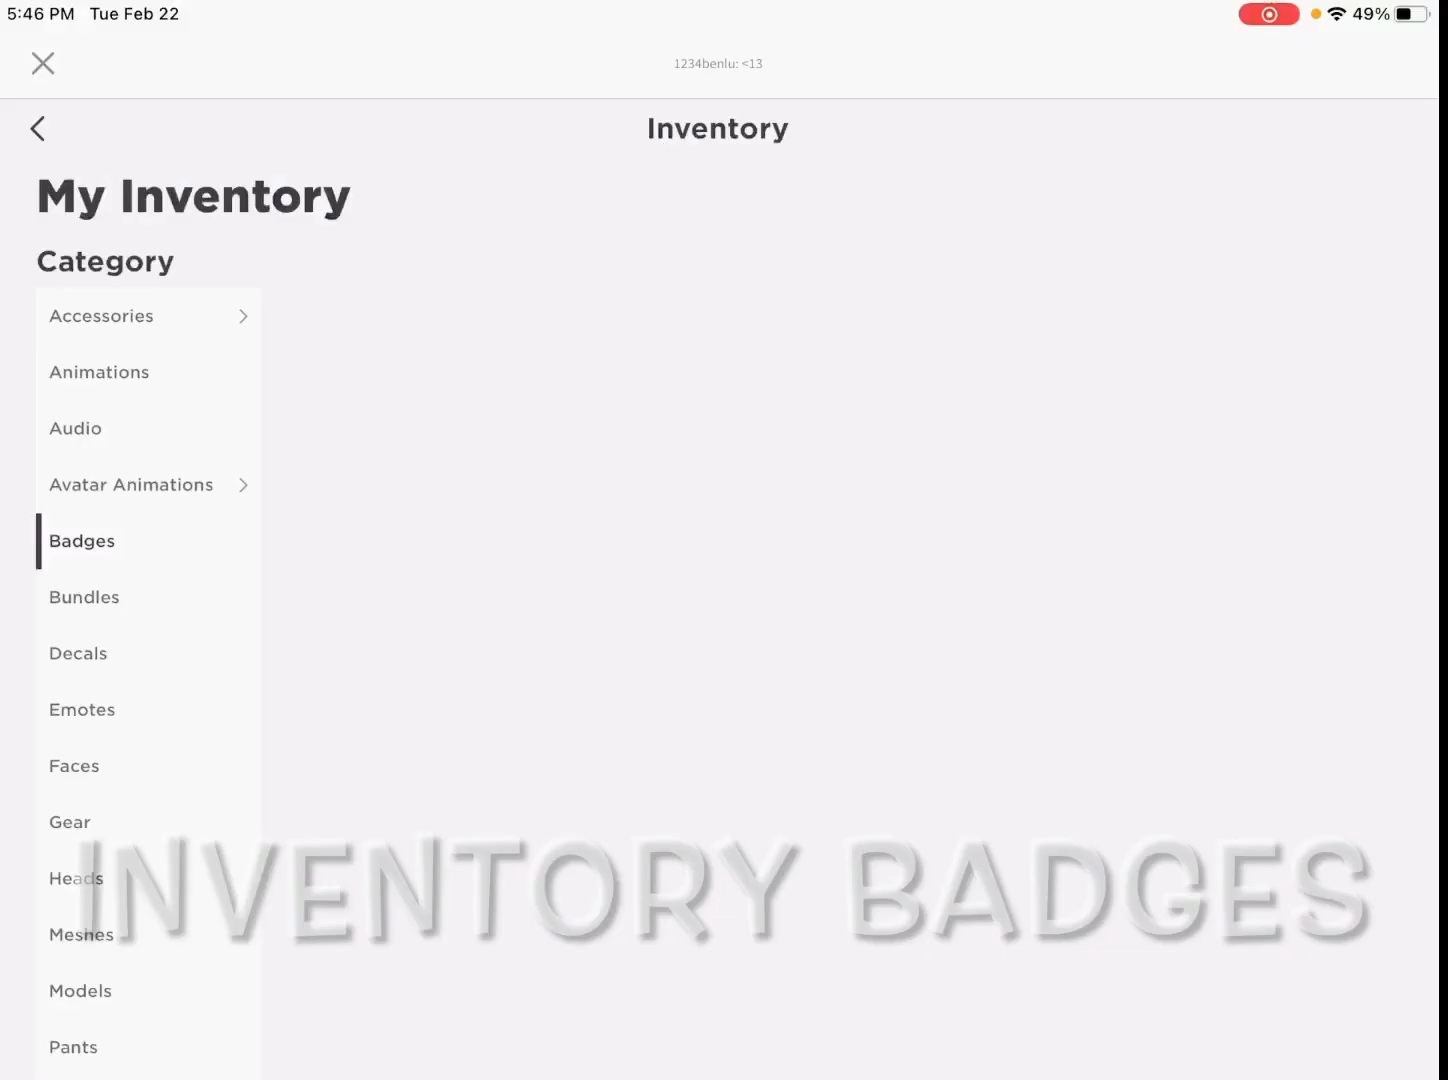 5:46 PM Tue Feb 22
49%
1234benlu: <13
Inventory
My Inventory
Category
Accessories
Animations
Audio
Avatar Animations
Badges
Bundles
Decals
Emotes
Faces
Gear
Heads
Meshes
Models
Pants
INVENTORY BADGES